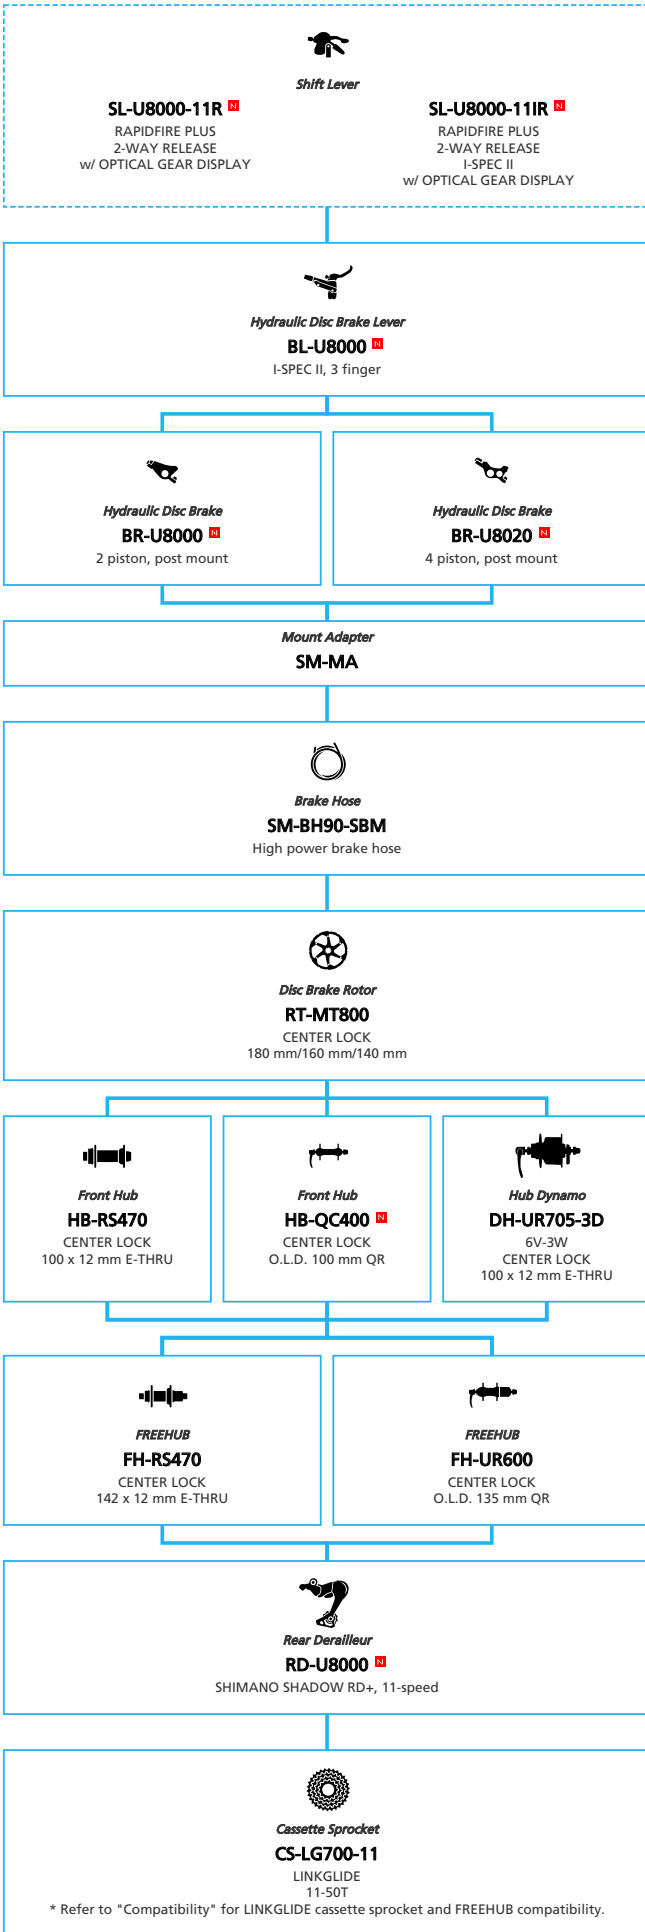 Shift Lever
SL-U8000-11R N
RAPIDFIRE PLUS
2-WAY RELEASE
w/ OPTICAL GEAR DISPLAY
SL-U8000-11IR N
RAPIDFIRE PLUS
2-WAY RELEASE
I-SPEC II
w/ OPTICAL GEAR DISPLAY
Hydraulic Disc Brake Lever
BL-U8000 N
I-SPEC II, 3 finger
Hydraulic Disc Brake
BR-U8000 N
2 piston, post mount
Hydraulic Disc Brake
BR-U8020 N
4 piston, post mount
Mount Adapter
SM-MA
Brake Hose
SM-BH90-SBM
High power brake hose
Disc Brake Rotor
RT-MT800
CENTER LOCK
180 mm/160 mm/140 mm
Front Hub
HB-RS470
CENTER LOCK
100 x 12 mm E-THRU
Front Hub
HB-QC400 N
CENTER LOCK
O.L.D. 100 mm QR
Hub Dynamo
DH-UR705-3D
6V-3W
CENTER LOCK
100 x 12 mm E-THRU
FREEHUB
FH-RS470
CENTER LOCK
142 x 12 mm E-THRU
FREEHUB
FH-UR600
CENTER LOCK
O.L.D. 135 mm QR
Rear Derailleur
RD-U8000 N
SHIMANO SHADOW RD+, 11-speed
Cassette Sprocket
CS-LG700-11
LINKGLIDE
11-50T
* Refer to "Compatibility" for LINKGLIDE cassette sprocket and FREEHUB compatibility.